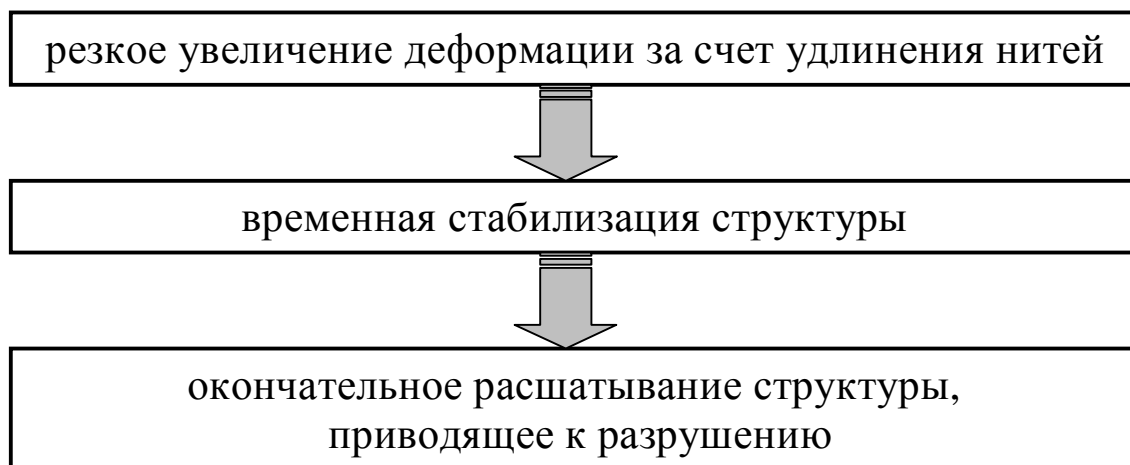 резкое увеличение деформации за счет удлинения нитей
временная стабилизация структуры
окончательное расшатывание структуры,
приводящее к разрушению